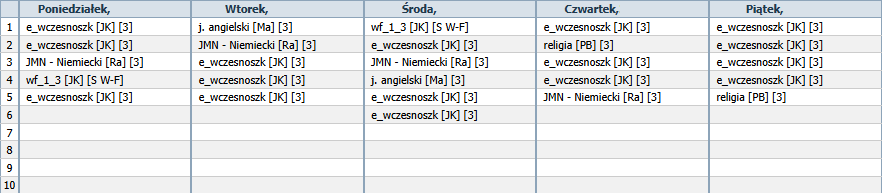 Poniedziałek, Wtorek, Środa, Czwartek, Piątek,
1 e_wczesnoszk [JK] [3] j. angielski [Ma] [3] wf_1_3 [JK] [S W-F] e_wczesnoszk [JK] [3] e_wczesnoszk [JK] [3]
2 e_wczesnoszk [JK] [3] JMN - Niemiecki [Ra] [3] e_wczesnoszk [JK] [3] religia [PB] [3] e_wczesnoszk [JK] [3]
3 JMN - Niemiecki [Ra] [3] e_wczesnoszk [JK] [3] JMN - Niemiecki [Ra] [3] e_wczesnoszk [JK] [3] e_wczesnoszk [JK] [3]
4 wf_1_3 [JK] [S W-F] e_wczesnoszk [JK] [3] j. angielski [Ma] [3] e_wczesnoszk [JK] [3] e_wczesnoszk [JK] [3]
5 e_wczesnoszk [JK] [3] e_wczesnoszk [JK] [3] e_wczesnoszk [JK] [3] JMN - Niemiecki [Ra] [3] religia [PB] [3]
6 e_wczesnoszk [JK] [3]
7
8
9
10